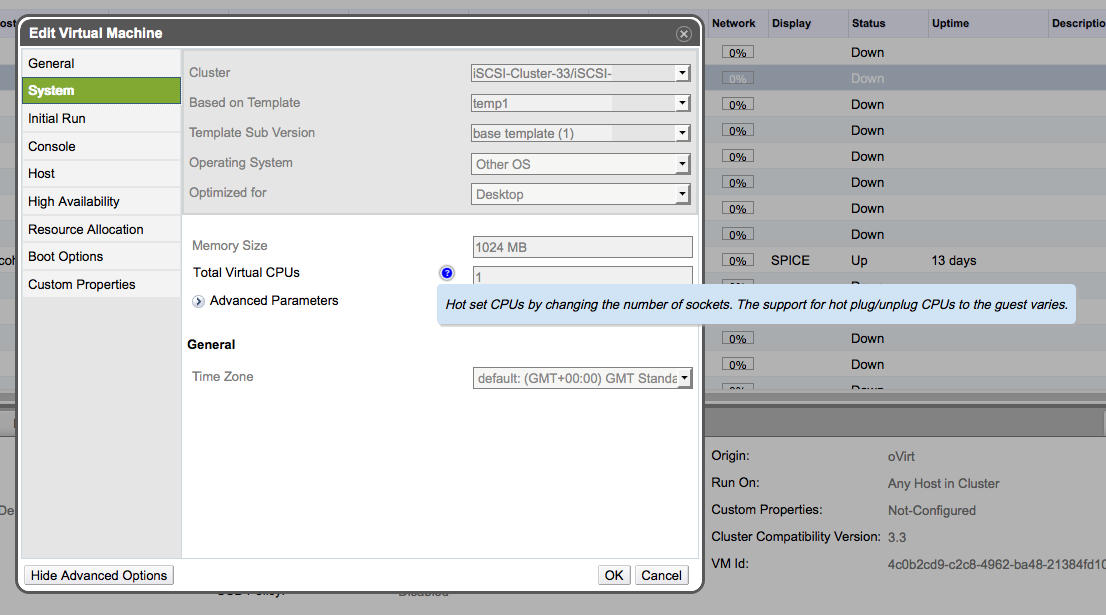 ost
Network Display Status Uptime Descriptio
Edit Virtual Machine
General
System
Initial Run
Console
Host
High Availability
Resource Allocation
Boot Options
Custom Properties
Cluster iSCSI-Cluster-33/iSCSI-
Based on Template temp1
Template Sub Version base template (1)
Operating System Other OS
Optimized for Desktop
Memory Size 1024 MB
Total Virtual CPUs ? 1
Advanced Parameters
Hot set CPUs by changing the number of sockets. The support for hot plug/unplug CPUs to the guest varies.
General
Time Zone default: (GMT+00:00) GMT Standa
Hide Advanced Options
OK Cancel
0% Down
0% Down
0% Down
0% Down
0% Down
0% Down
0% Down
0% Down
coh 0% SPICE Up 13 days
0% Down
0% Down
0% Down
Origin: oVirt
Run On: Any Host in Cluster
Custom Properties: Not-Configured
Cluster Compatibility Version: 3.3
VM Id: 4c0b2cd9-c2c8-4962-ba48-21384fd10
De
Disabled